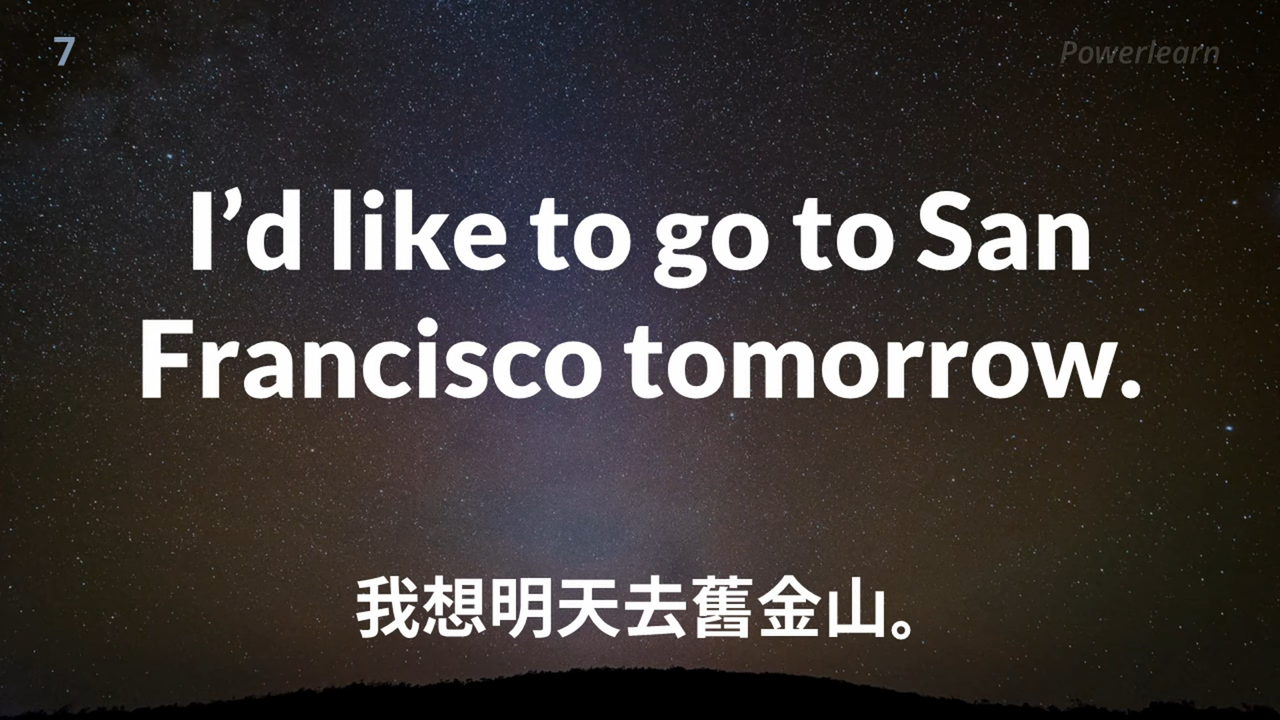 7
Powerlearn
I’d like to go to San
Francisco tomorrow.
我想明天去舊金山。